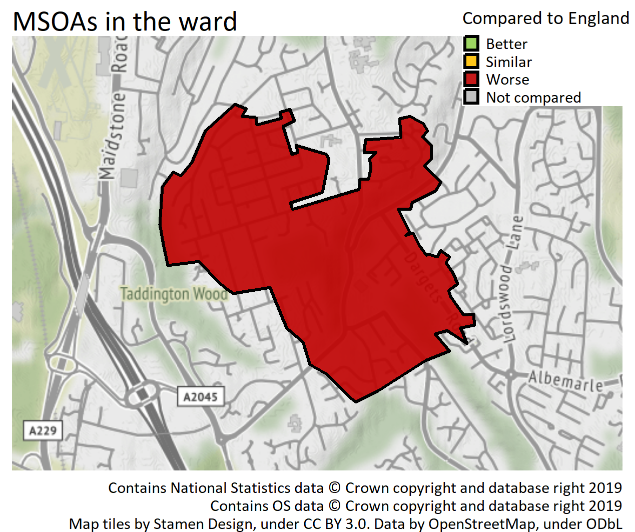 MSOAs in the ward
Compared to England
Better
Similar
Worse
Not compared
Maidstone Road
Lordswood Lane
Taddington Wood
Albemarle
A2045
A229
Contains National Statistics data © Crown copyright and database right 2019
Contains OS data © Crown copyright and database right 2019
Map tiles by Stamen Design, under CC BY 3.0. Data by OpenStreetMap, under ODbL